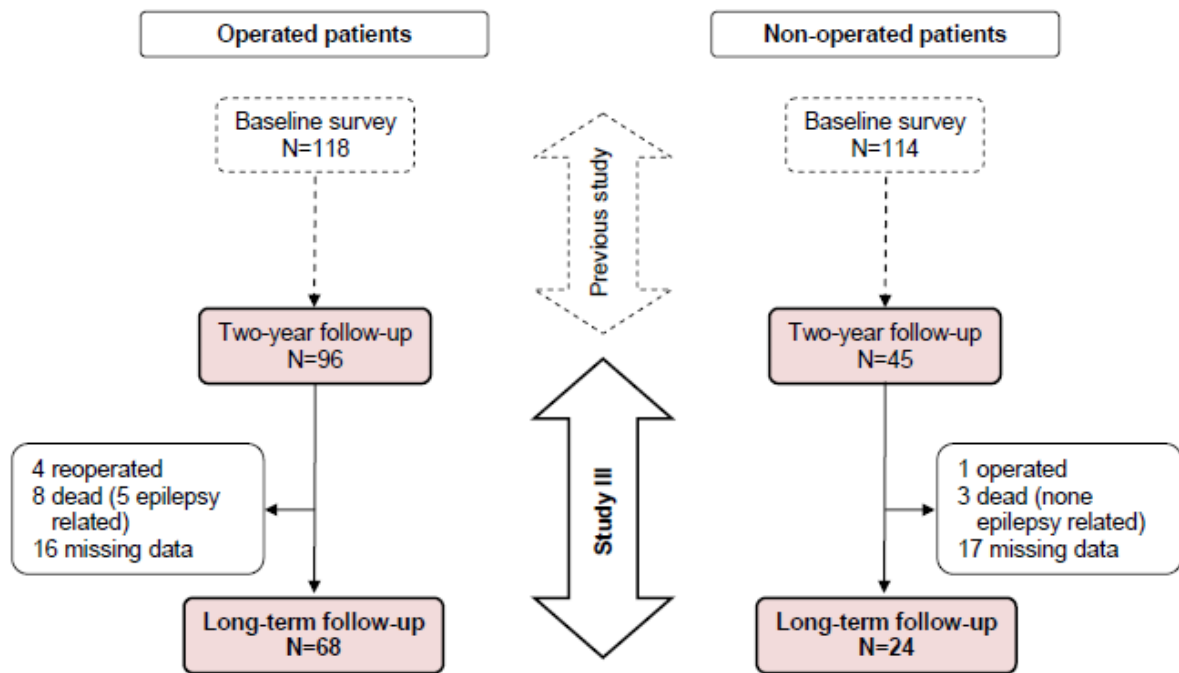 Operated patients
Non-operated patients
Baseline survey
N=118
Previous study
Baseline survey
N=114
Two-year follow-up
N=96
Two-year follow-up
N=45
4 reoperated
8 dead (5 epilepsy
related)
16 missing data
Study III
1 operated
3 dead (none
epilepsy related)
17 missing data
Long-term follow-up
N=68
Long-term follow-up
N=24